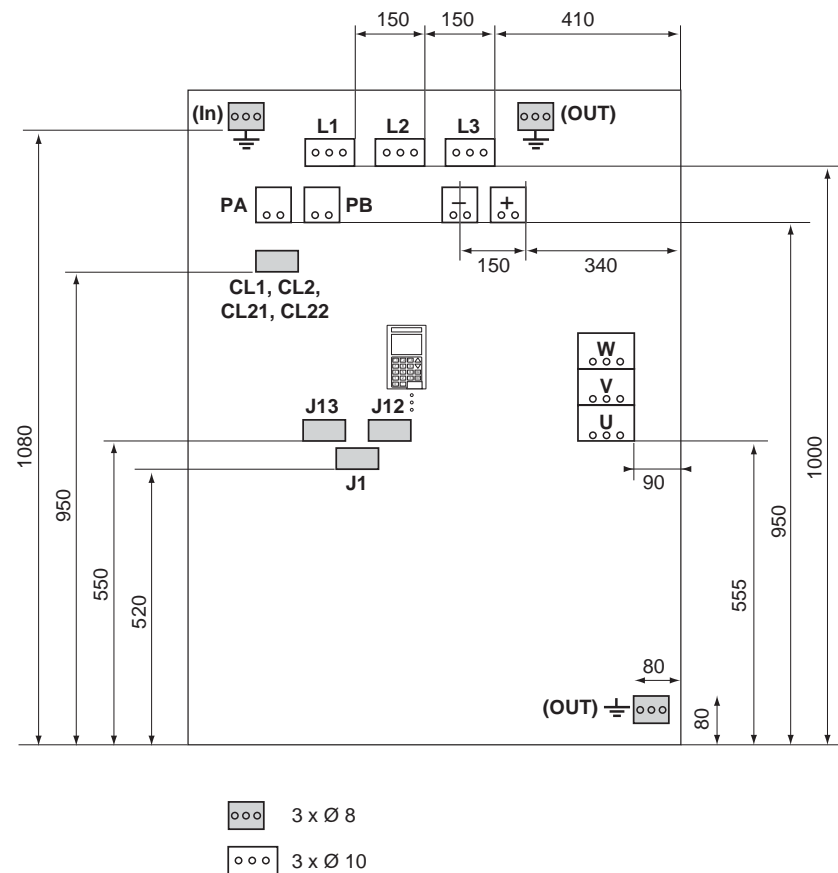 150 150 410
(In) (OUT)
L1 L2 L3
PA PB − +
150 340
CL1, CL2,
CL21, CL22
W
V
U
J13 J12
J1
90
1080
950
550
520
1000
950
555
80
(OUT)
80
3 x Ø 8
3 x Ø 10